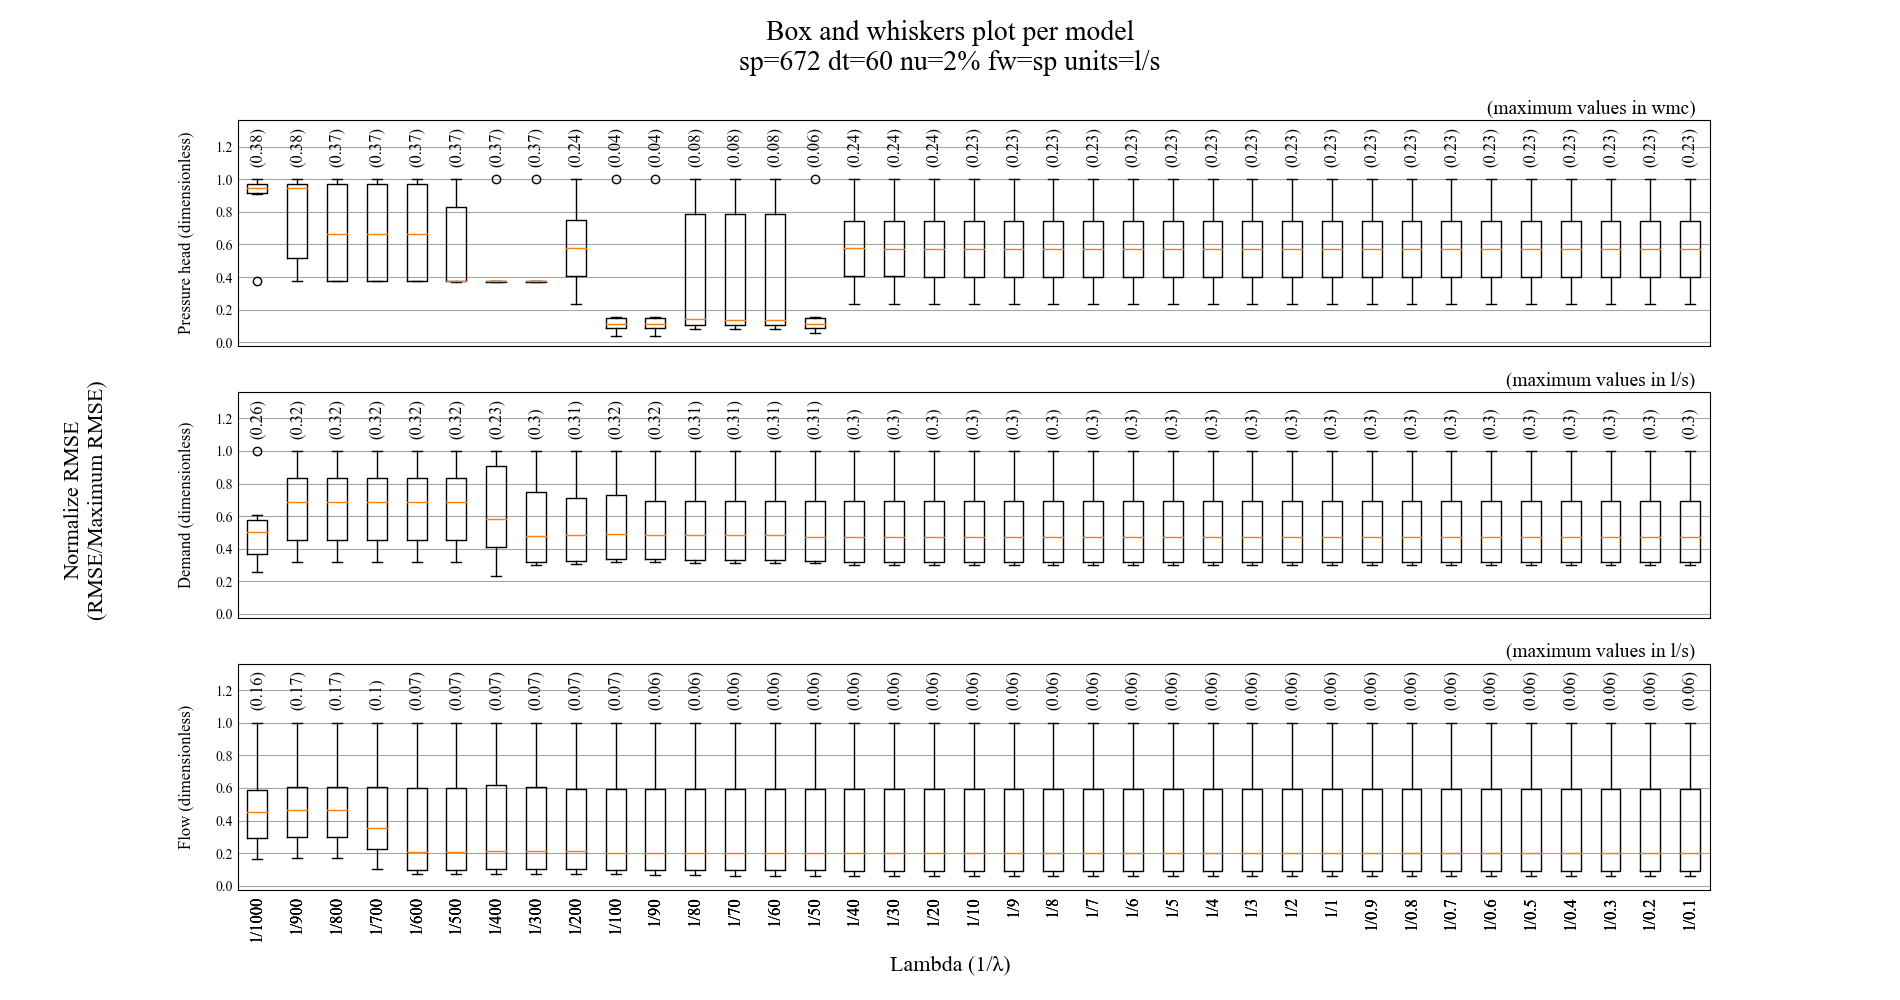 Box and whiskers plot per model
sp=672 dt=60 nu=2% fw=sp units=l/s
(maximum values in wmc)
Pressure head (dimensionless)
1.2
1.0
0.8
0.6
0.4
0.2
0.0
(0.38) (0.38) (0.37) (0.37) (0.37) (0.37) (0.37) (0.37) (0.24) (0.04) (0.04) (0.08) (0.08) (0.08) (0.06) (0.24) (0.24) (0.24) (0.23) (0.23) (0.23) (0.23) (0.23) (0.23) (0.23) (0.23) (0.23) (0.23) (0.23) (0.23) (0.23) (0.23) (0.23) (0.23) (0.23) (0.23) (0.23)
Normalize RMSE
(RMSE/Maximum RMSE)
(maximum values in l/s)
Demand (dimensionless)
1.2
1.0
0.8
0.6
0.4
0.2
0.0
(0.26) (0.32) (0.32) (0.32) (0.32) (0.32) (0.23) (0.3) (0.31) (0.32) (0.32) (0.31) (0.31) (0.31) (0.31) (0.3) (0.3) (0.3) (0.3) (0.3) (0.3) (0.3) (0.3) (0.3) (0.3) (0.3) (0.3) (0.3) (0.3) (0.3) (0.3) (0.3) (0.3) (0.3) (0.3) (0.3) (0.3)
(maximum values in l/s)
Flow (dimensionless)
1.2
1.0
0.8
0.6
0.4
0.2
0.0
(0.16) (0.17) (0.17) (0.1) (0.07) (0.07) (0.07) (0.07) (0.07) (0.07) (0.06) (0.06) (0.06) (0.06) (0.06) (0.06) (0.06) (0.06) (0.06) (0.06) (0.06) (0.06) (0.06) (0.06) (0.06) (0.06) (0.06) (0.06) (0.06) (0.06) (0.06) (0.06) (0.06) (0.06) (0.06) (0.06) (0.06)
1/1000 1/900 1/800 1/700 1/600 1/500 1/400 1/300 1/200 1/100 1/90 1/80 1/70 1/60 1/50 1/40 1/30 1/20 1/10 1/9 1/8 1/7 1/6 1/5 1/4 1/3 1/2 1/1 1/0.9 1/0.8 1/0.7 1/0.6 1/0.5 1/0.4 1/0.3 1/0.2 1/0.1
Lambda (1/λ)